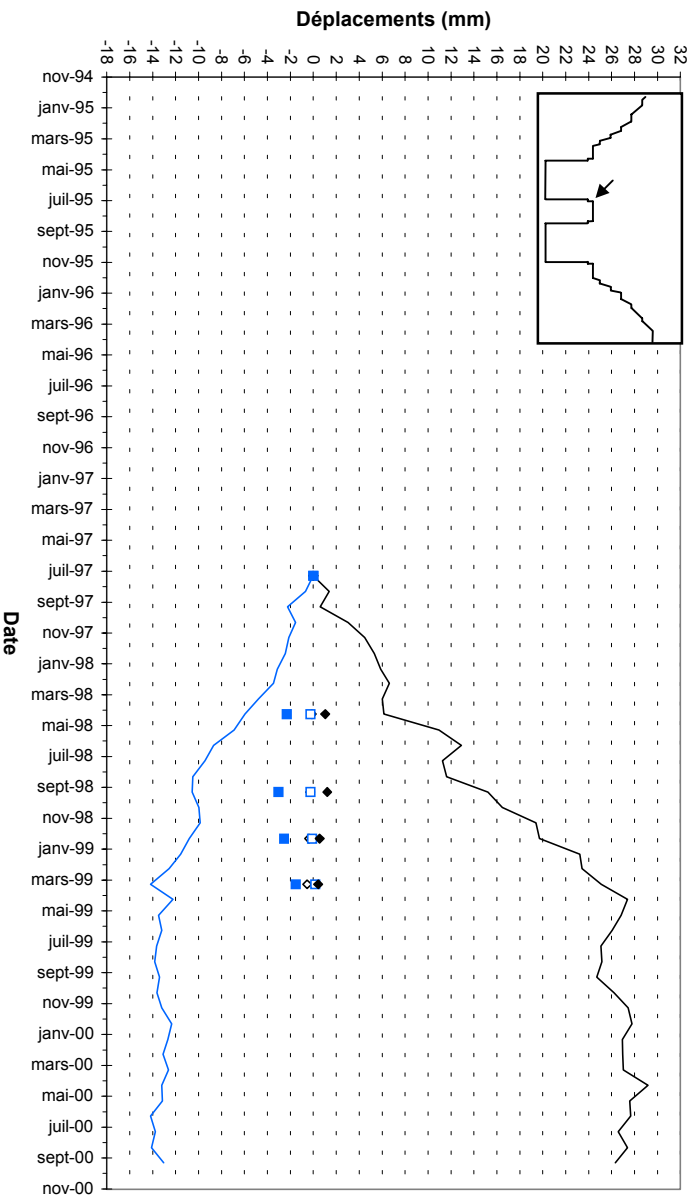 Déplacements (mm)
-18 -16 -14 -12 -10 -8 -6 -4 -2 0 2 4 6 8 10 12 14 16 18 20 22 24 26 28 30 32
nov-94
janv-95
mars-95
mai-95
juil-95
sept-95
nov-95
janv-96
mars-96
mai-96
juil-96
sept-96
nov-96
janv-97
mars-97
mai-97
juil-97
sept-97
nov-97
janv-98
mars-98
mai-98
juil-98
sept-98
nov-98
janv-99
mars-99
mai-99
juil-99
sept-99
nov-99
janv-00
mars-00
mai-00
juil-00
sept-00
nov-00
Date